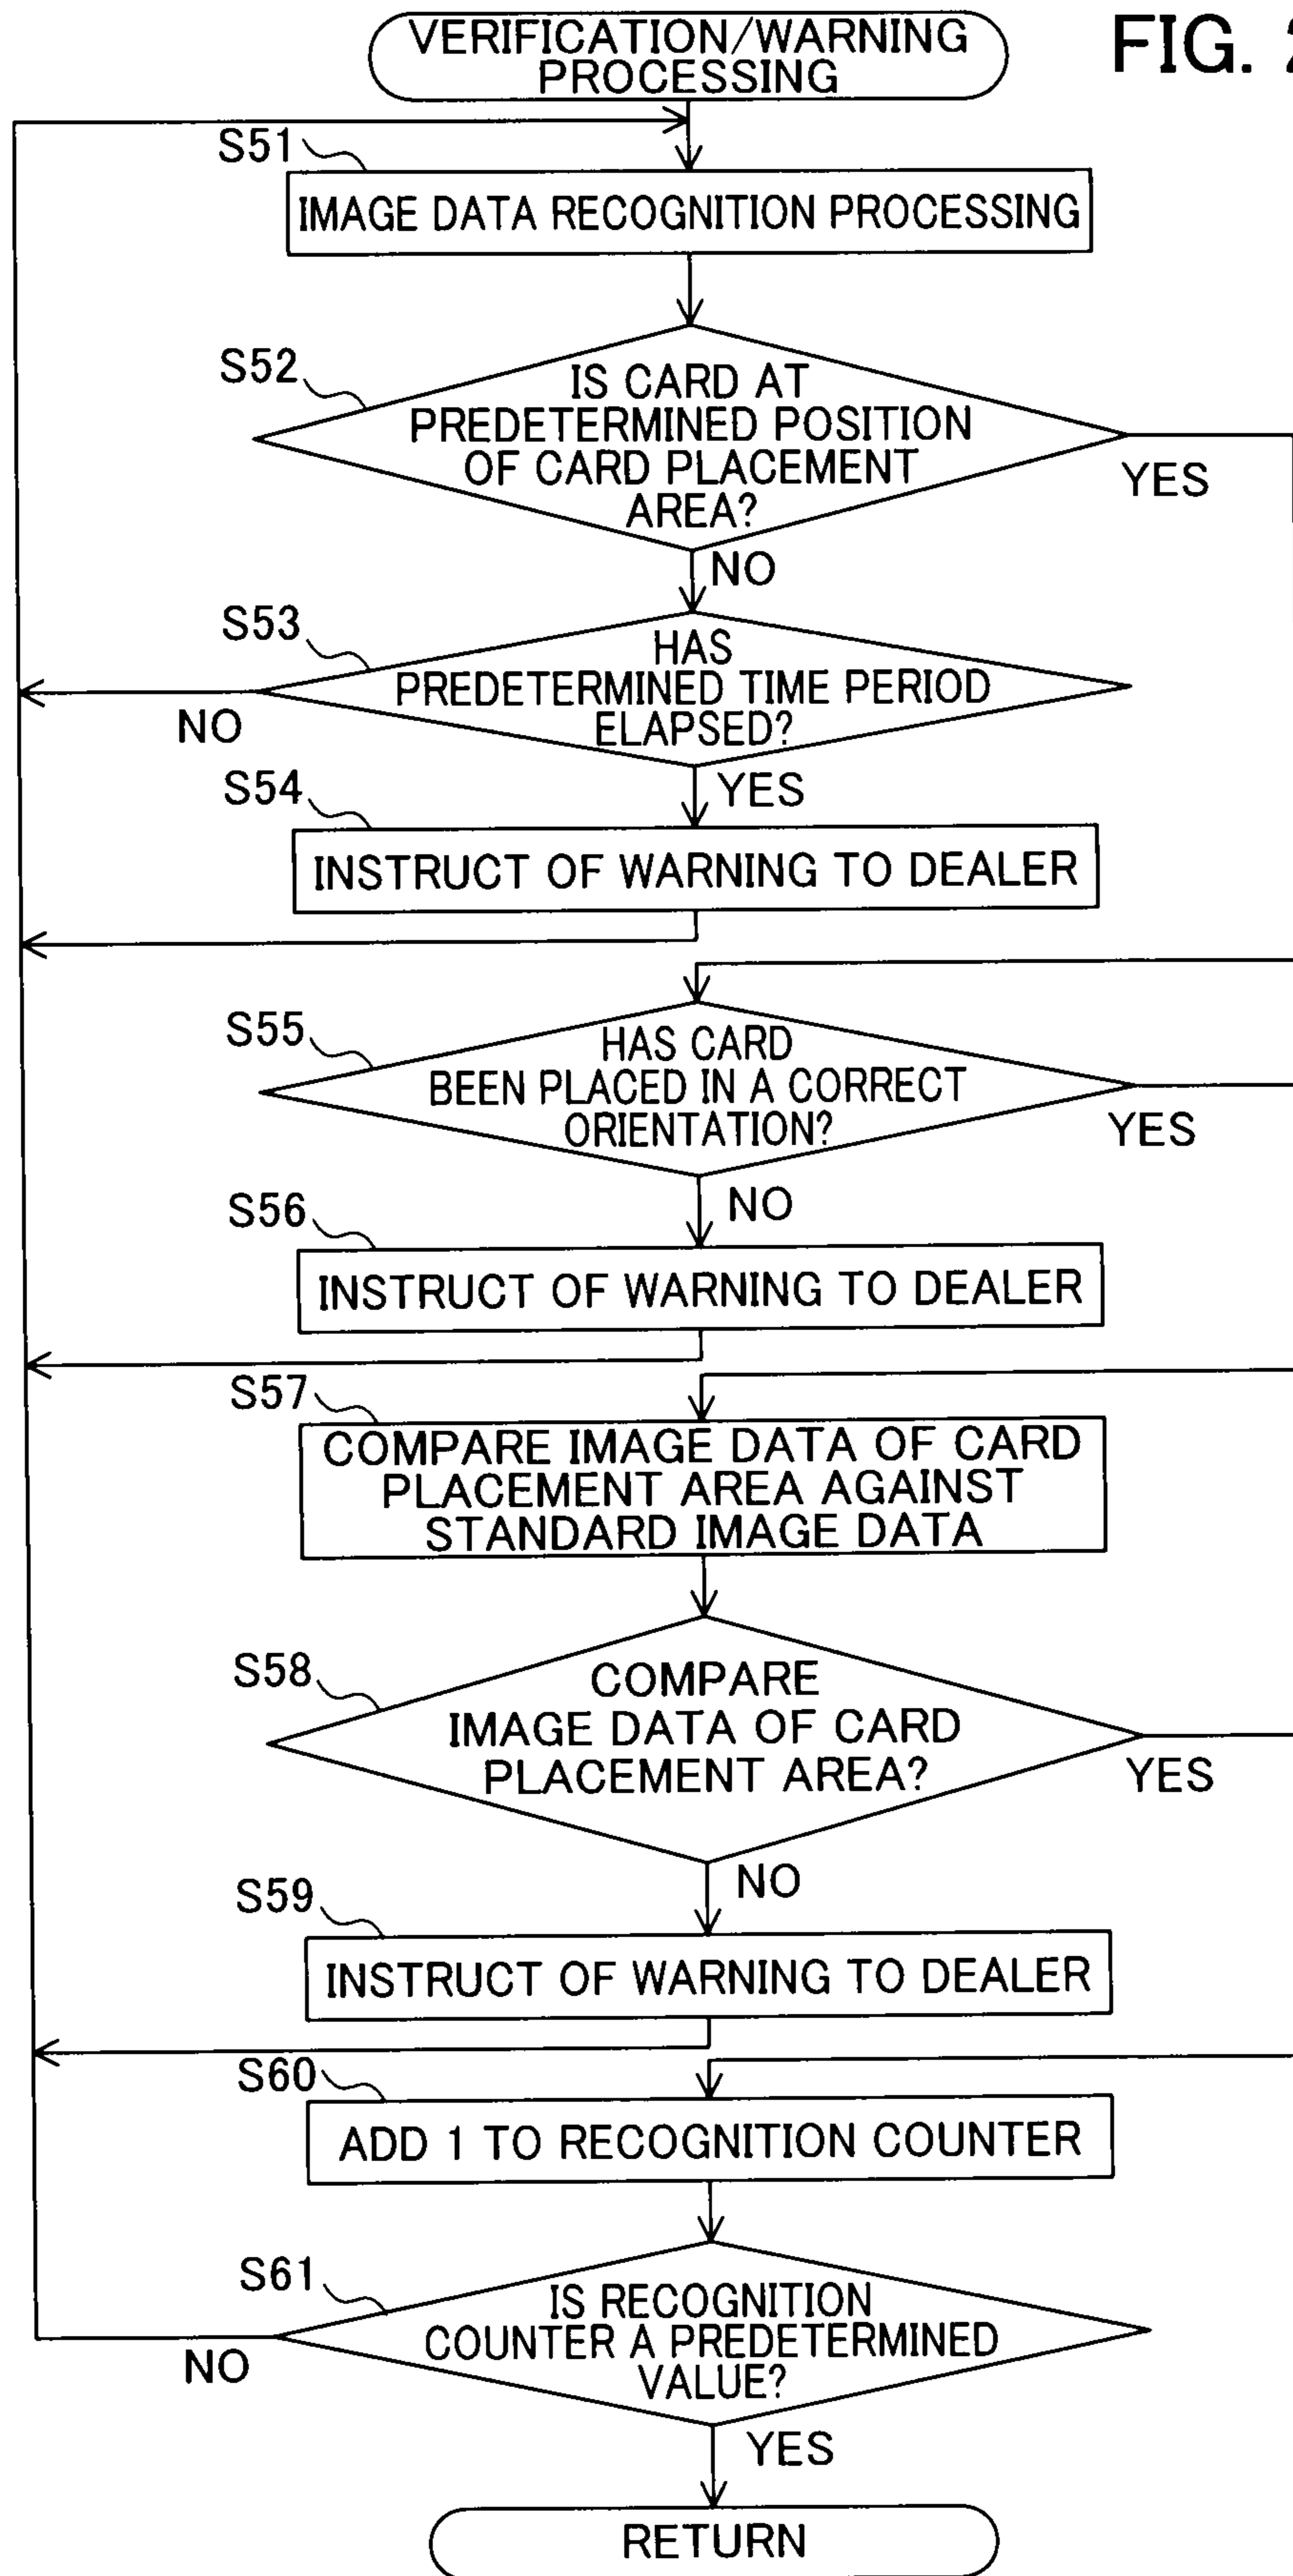 VERIFICATION/WARNING
PROCESSING
FIG. 2
S51
IMAGE DATA RECOGNITION PROCESSING
S52
IS CARD AT
PREDETERMINED POSITION
OF CARD PLACEMENT
AREA?
YES
NO
S53
HAS
PREDETERMINED TIME PERIOD
ELAPSED?
NO
YES
S54
INSTRUCT OF WARNING TO DEALER
S55
HAS CARD
BEEN PLACED IN A CORRECT
ORIENTATION?
YES
NO
S56
INSTRUCT OF WARNING TO DEALER
S57
COMPARE IMAGE DATA OF CARD
PLACEMENT AREA AGAINST
STANDARD IMAGE DATA
S58
COMPARE
IMAGE DATA OF CARD
PLACEMENT AREA?
YES
NO
S59
INSTRUCT OF WARNING TO DEALER
S60
ADD 1 TO RECOGNITION COUNTER
S61
IS RECOGNITION
COUNTER A PREDETERMINED
VALUE?
NO
YES
RETURN